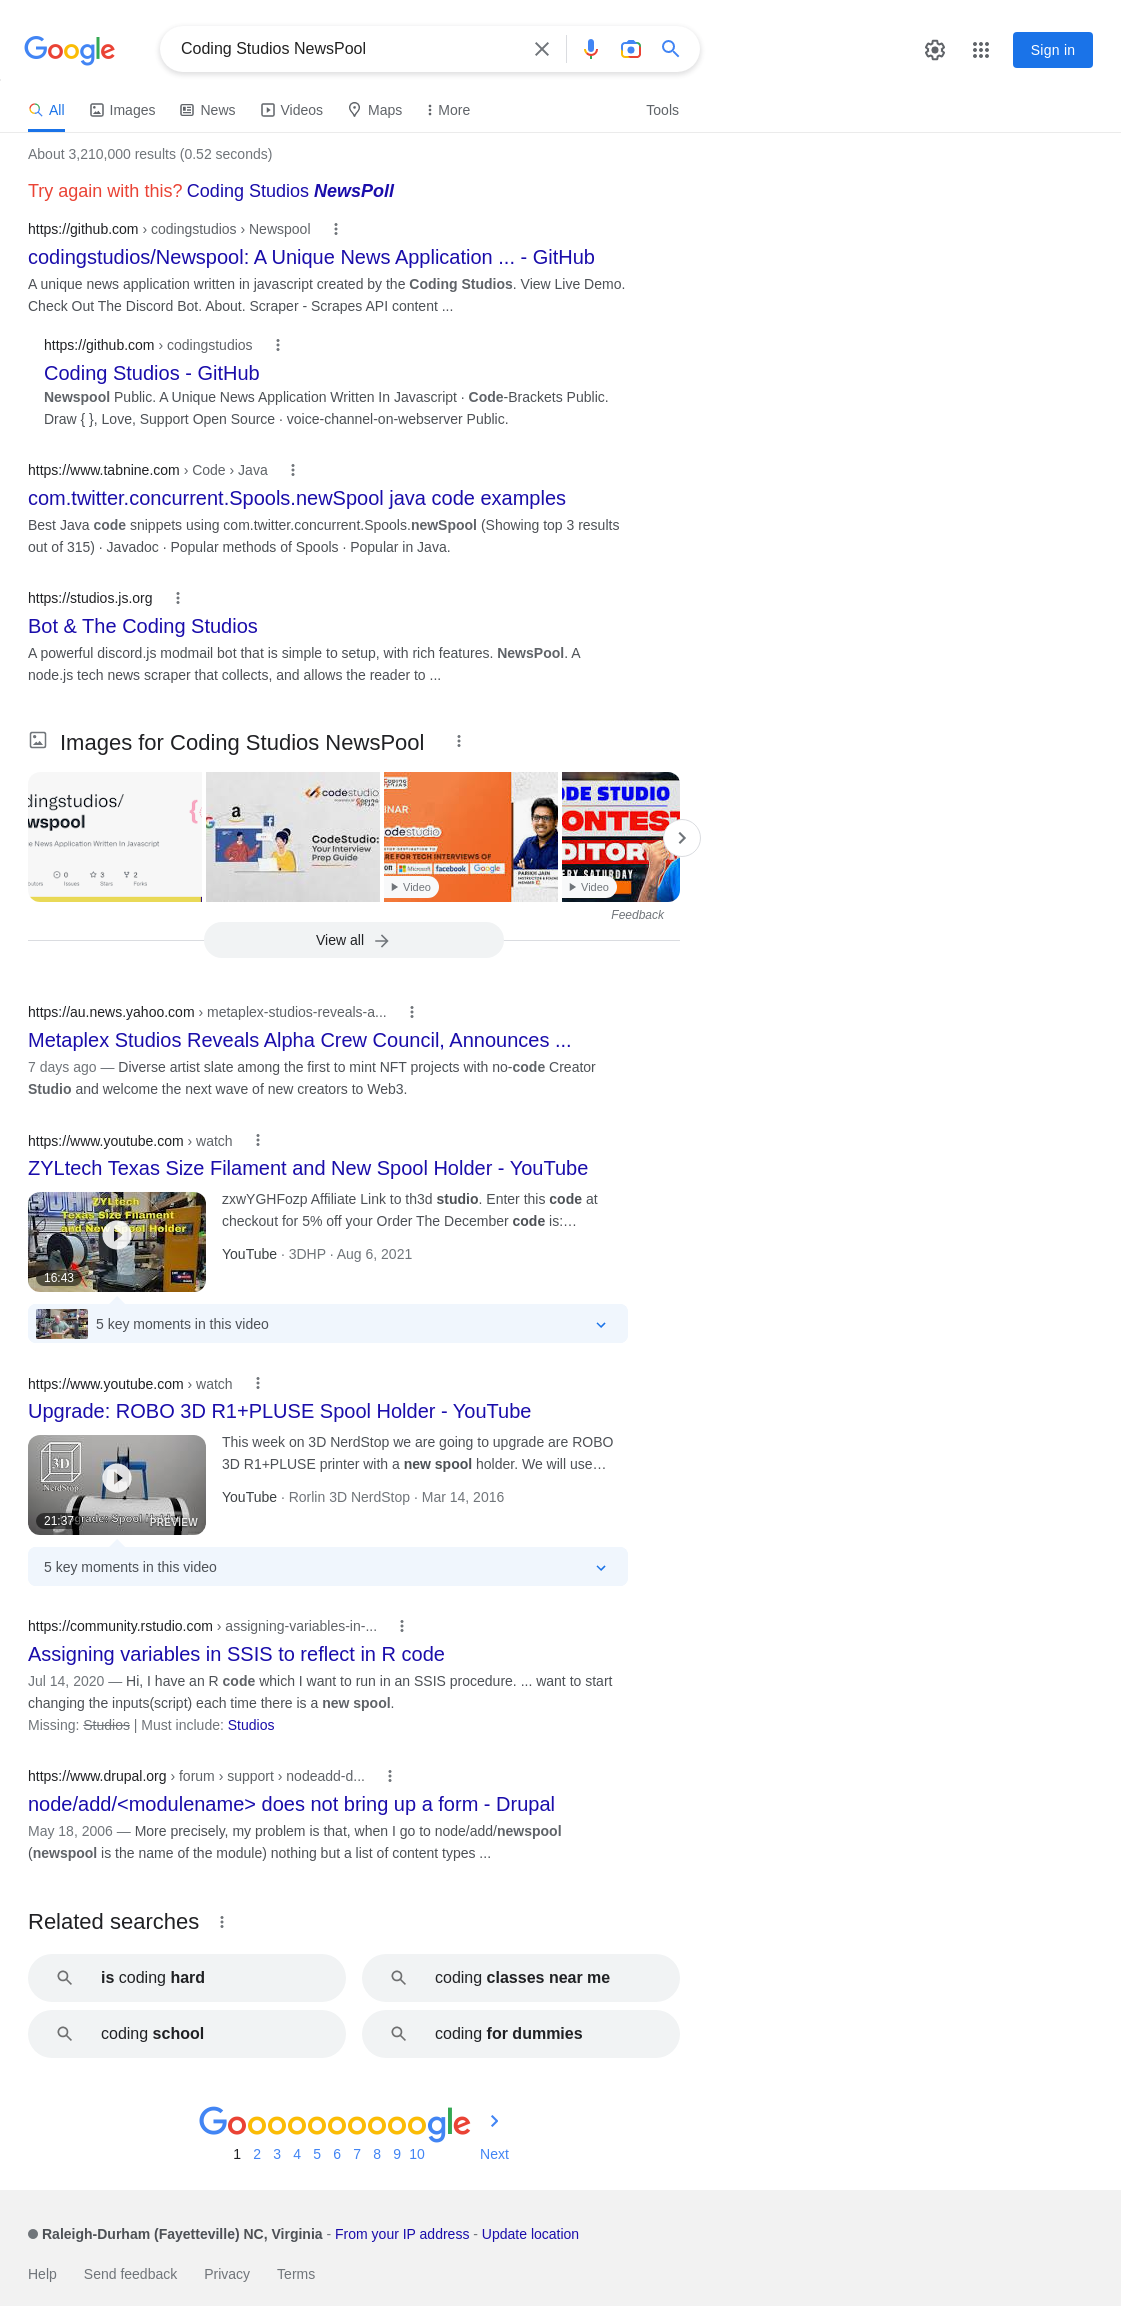 Google
Coding Studios NewsPool
Sign in
All
Images
News
Videos
Maps
More
Tools
About 3,210,000 results (0.52 seconds)
Try again with this? Coding Studios NewsPoll
https://github.com › codingstudios › Newspool
codingstudios/Newspool: A Unique News Application ... - GitHub
A unique news application written in javascript created by the Coding Studios. View Live Demo.
Check Out The Discord Bot. About. Scraper - Scrapes API content ...
https://github.com › codingstudios
Coding Studios - GitHub
Newspool Public. A Unique News Application Written In Javascript · Code-Brackets Public.
Draw { }, Love, Support Open Source · voice-channel-on-webserver Public.
https://www.tabnine.com › Code › Java
com.twitter.concurrent.Spools.newSpool java code examples
Best Java code snippets using com.twitter.concurrent.Spools.newSpool (Showing top 3 results
out of 315) · Javadoc · Popular methods of Spools · Popular in Java.
https://studios.js.org
Bot & The Coding Studios
A powerful discord.js modmail bot that is simple to setup, with rich features. NewsPool. A
node.js tech news scraper that collects, and allows the reader to ...
Images for Coding Studios NewsPool
dingstudios/
wspool
e News Application Written In Javascript
0
3
2
Issues
Stars
Forks
codestudio
CodeStudio:
Your Interview
Prep Guide
INAR
odestudio
RE FOR TECH INTERVIEWS OF
Microsoft
facebook
Google
PARIKH JAIN
Video
ODE STUDIO
ONTEST
DITOR
RY SATURDAY
Video
Feedback
View all
https://au.news.yahoo.com › metaplex-studios-reveals-a...
Metaplex Studios Reveals Alpha Crew Council, Announces ...
7 days ago — Diverse artist slate among the first to mint NFT projects with no-code Creator
Studio and welcome the next wave of new creators to Web3.
https://www.youtube.com › watch
ZYLtech Texas Size Filament and New Spool Holder - YouTube
ZYLtech
Texas Size Filament
and New Spool Holder
16:43
zxwYGHFozp Affiliate Link to th3d studio. Enter this code at
checkout for 5% off your Order The December code is:…
YouTube · 3DHP · Aug 6, 2021
5 key moments in this video
https://www.youtube.com › watch
Upgrade: ROBO 3D R1+PLUSE Spool Holder - YouTube
3D
NerdStop
21:37
PREVIEW
This week on 3D NerdStop we are going to upgrade are ROBO
3D R1+PLUSE printer with a new spool holder. We will use…
YouTube · Rorlin 3D NerdStop · Mar 14, 2016
5 key moments in this video
https://community.rstudio.com › assigning-variables-in-...
Assigning variables in SSIS to reflect in R code
Jul 14, 2020 — Hi, I have an R code which I want to run in an SSIS procedure. ... want to start
changing the inputs(script) each time there is a new spool.
Missing: Studios | Must include: Studios
https://www.drupal.org › forum › support › nodeadd-d...
node/add/<modulename> does not bring up a form - Drupal
May 18, 2006 — More precisely, my problem is that, when I go to node/add/newspool
(newspool is the name of the module) nothing but a list of content types ...
Related searches
is coding hard
coding classes near me
coding school
coding for dummies
Goooooooooogle
1 2 3 4 5 6 7 8 9 10 Next
Raleigh-Durham (Fayetteville) NC, Virginia - From your IP address - Update location
Help
Send feedback
Privacy
Terms